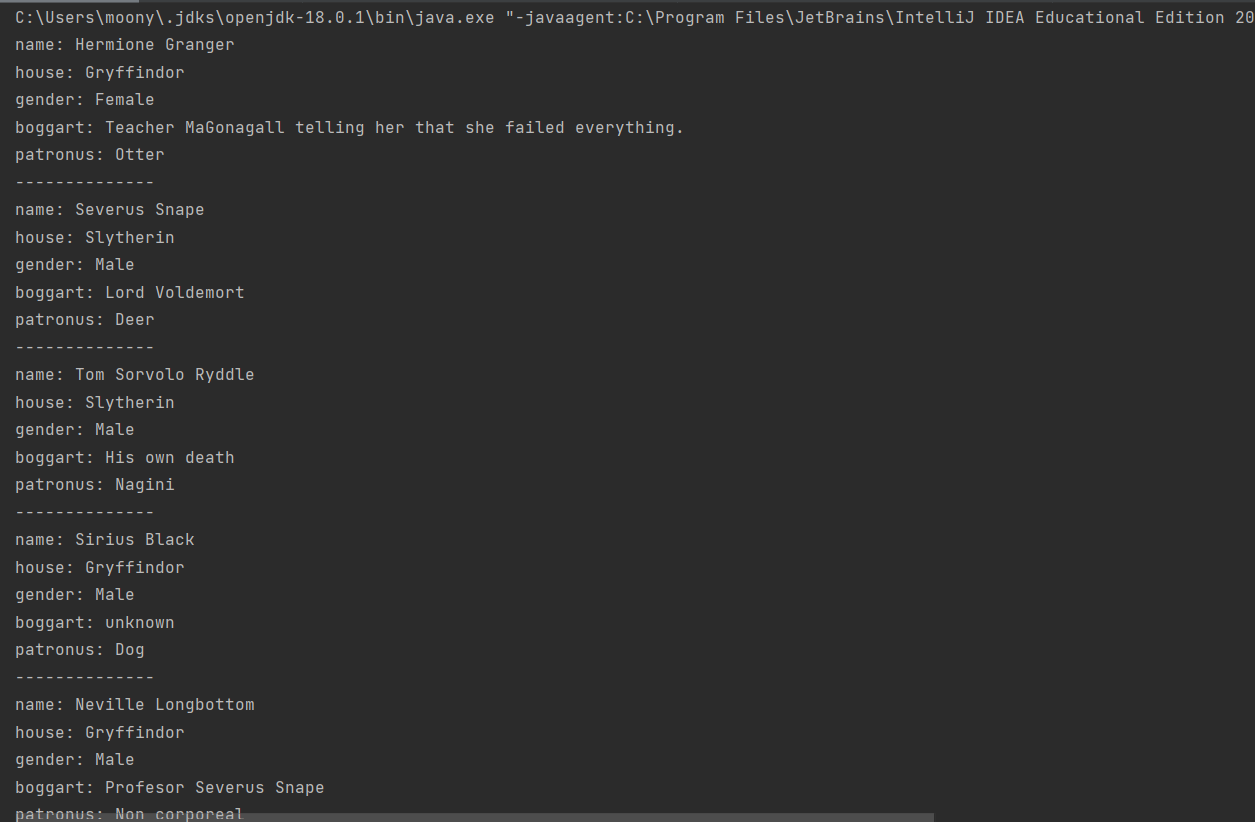 C:\Users\moony\.jdks\openjdk-18.0.1\bin\java.exe "-javaagent:C:\Program Files\JetBrains\IntelliJ IDEA Educational Edition 20
name: Hermione Granger
house: Gryffindor
gender: Female
boggart: Teacher MaGonagall telling her that she failed everything.
patronus: Otter
--------------
name: Severus Snape
house: Slytherin
gender: Male
boggart: Lord Voldemort
patronus: Deer
--------------
name: Tom Sorvolo Ryddle
house: Slytherin
gender: Male
boggart: His own death
patronus: Nagini
--------------
name: Sirius Black
house: Gryffindor
gender: Male
boggart: unknown
patronus: Dog
--------------
name: Neville Longbottom
house: Gryffindor
gender: Male
boggart: Profesor Severus Snape
patronus: Non corporeal